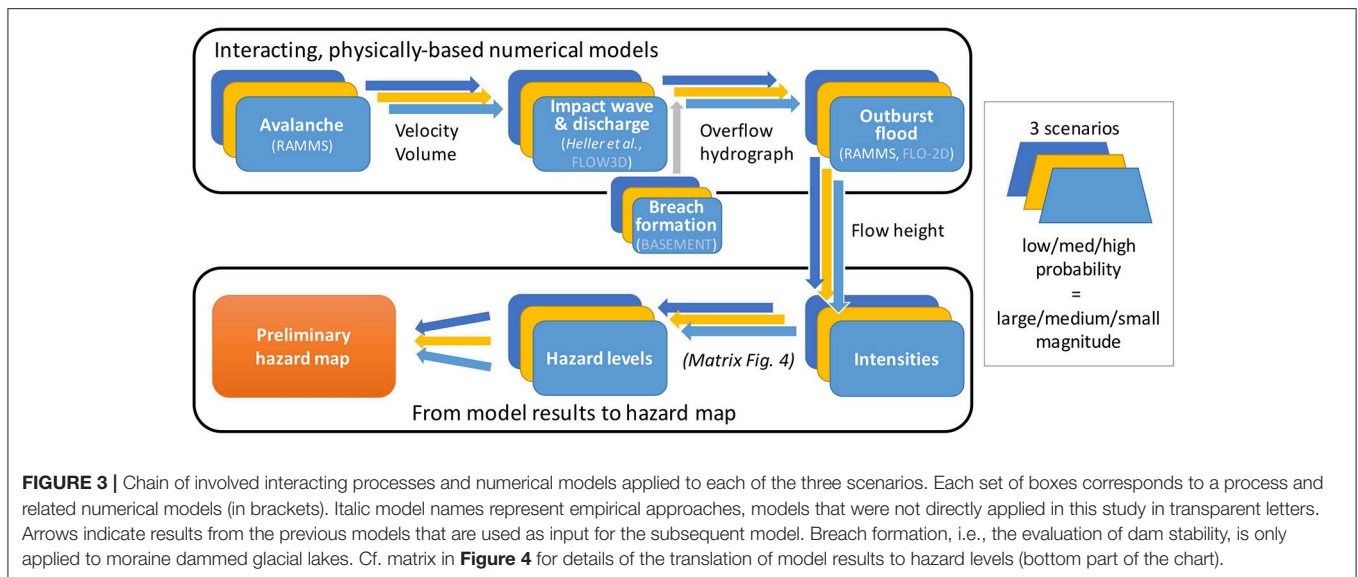 Interacting, physically-based numerical models
Avalanche
(RAMMS)
Velocity
Volume
Impact wave
& discharge
(Heller et al.,
FLOW3D)
Overflow
hydrograph
Outburst
flood
(RAMMS, FLO-2D)
Breach
formation
(BASEMENT)
Flow height
3 scenarios
low/med/high
probability
=
large/medium/small
magnitude
Preliminary
hazard map
Hazard levels
(Matrix Fig. 4)
Intensities
From model results to hazard map
FIGURE 3 | Chain of involved interacting processes and numerical models applied to each of the three scenarios. Each set of boxes corresponds to a process and
related numerical models (in brackets). Italic model names represent empirical approaches, models that were not directly applied in this study in transparent letters.
Arrows indicate results from the previous models that are used as input for the subsequent model. Breach formation, i.e., the evaluation of dam stability, is only
applied to moraine dammed glacial lakes. Cf. matrix in Figure 4 for details of the translation of model results to hazard levels (bottom part of the chart).